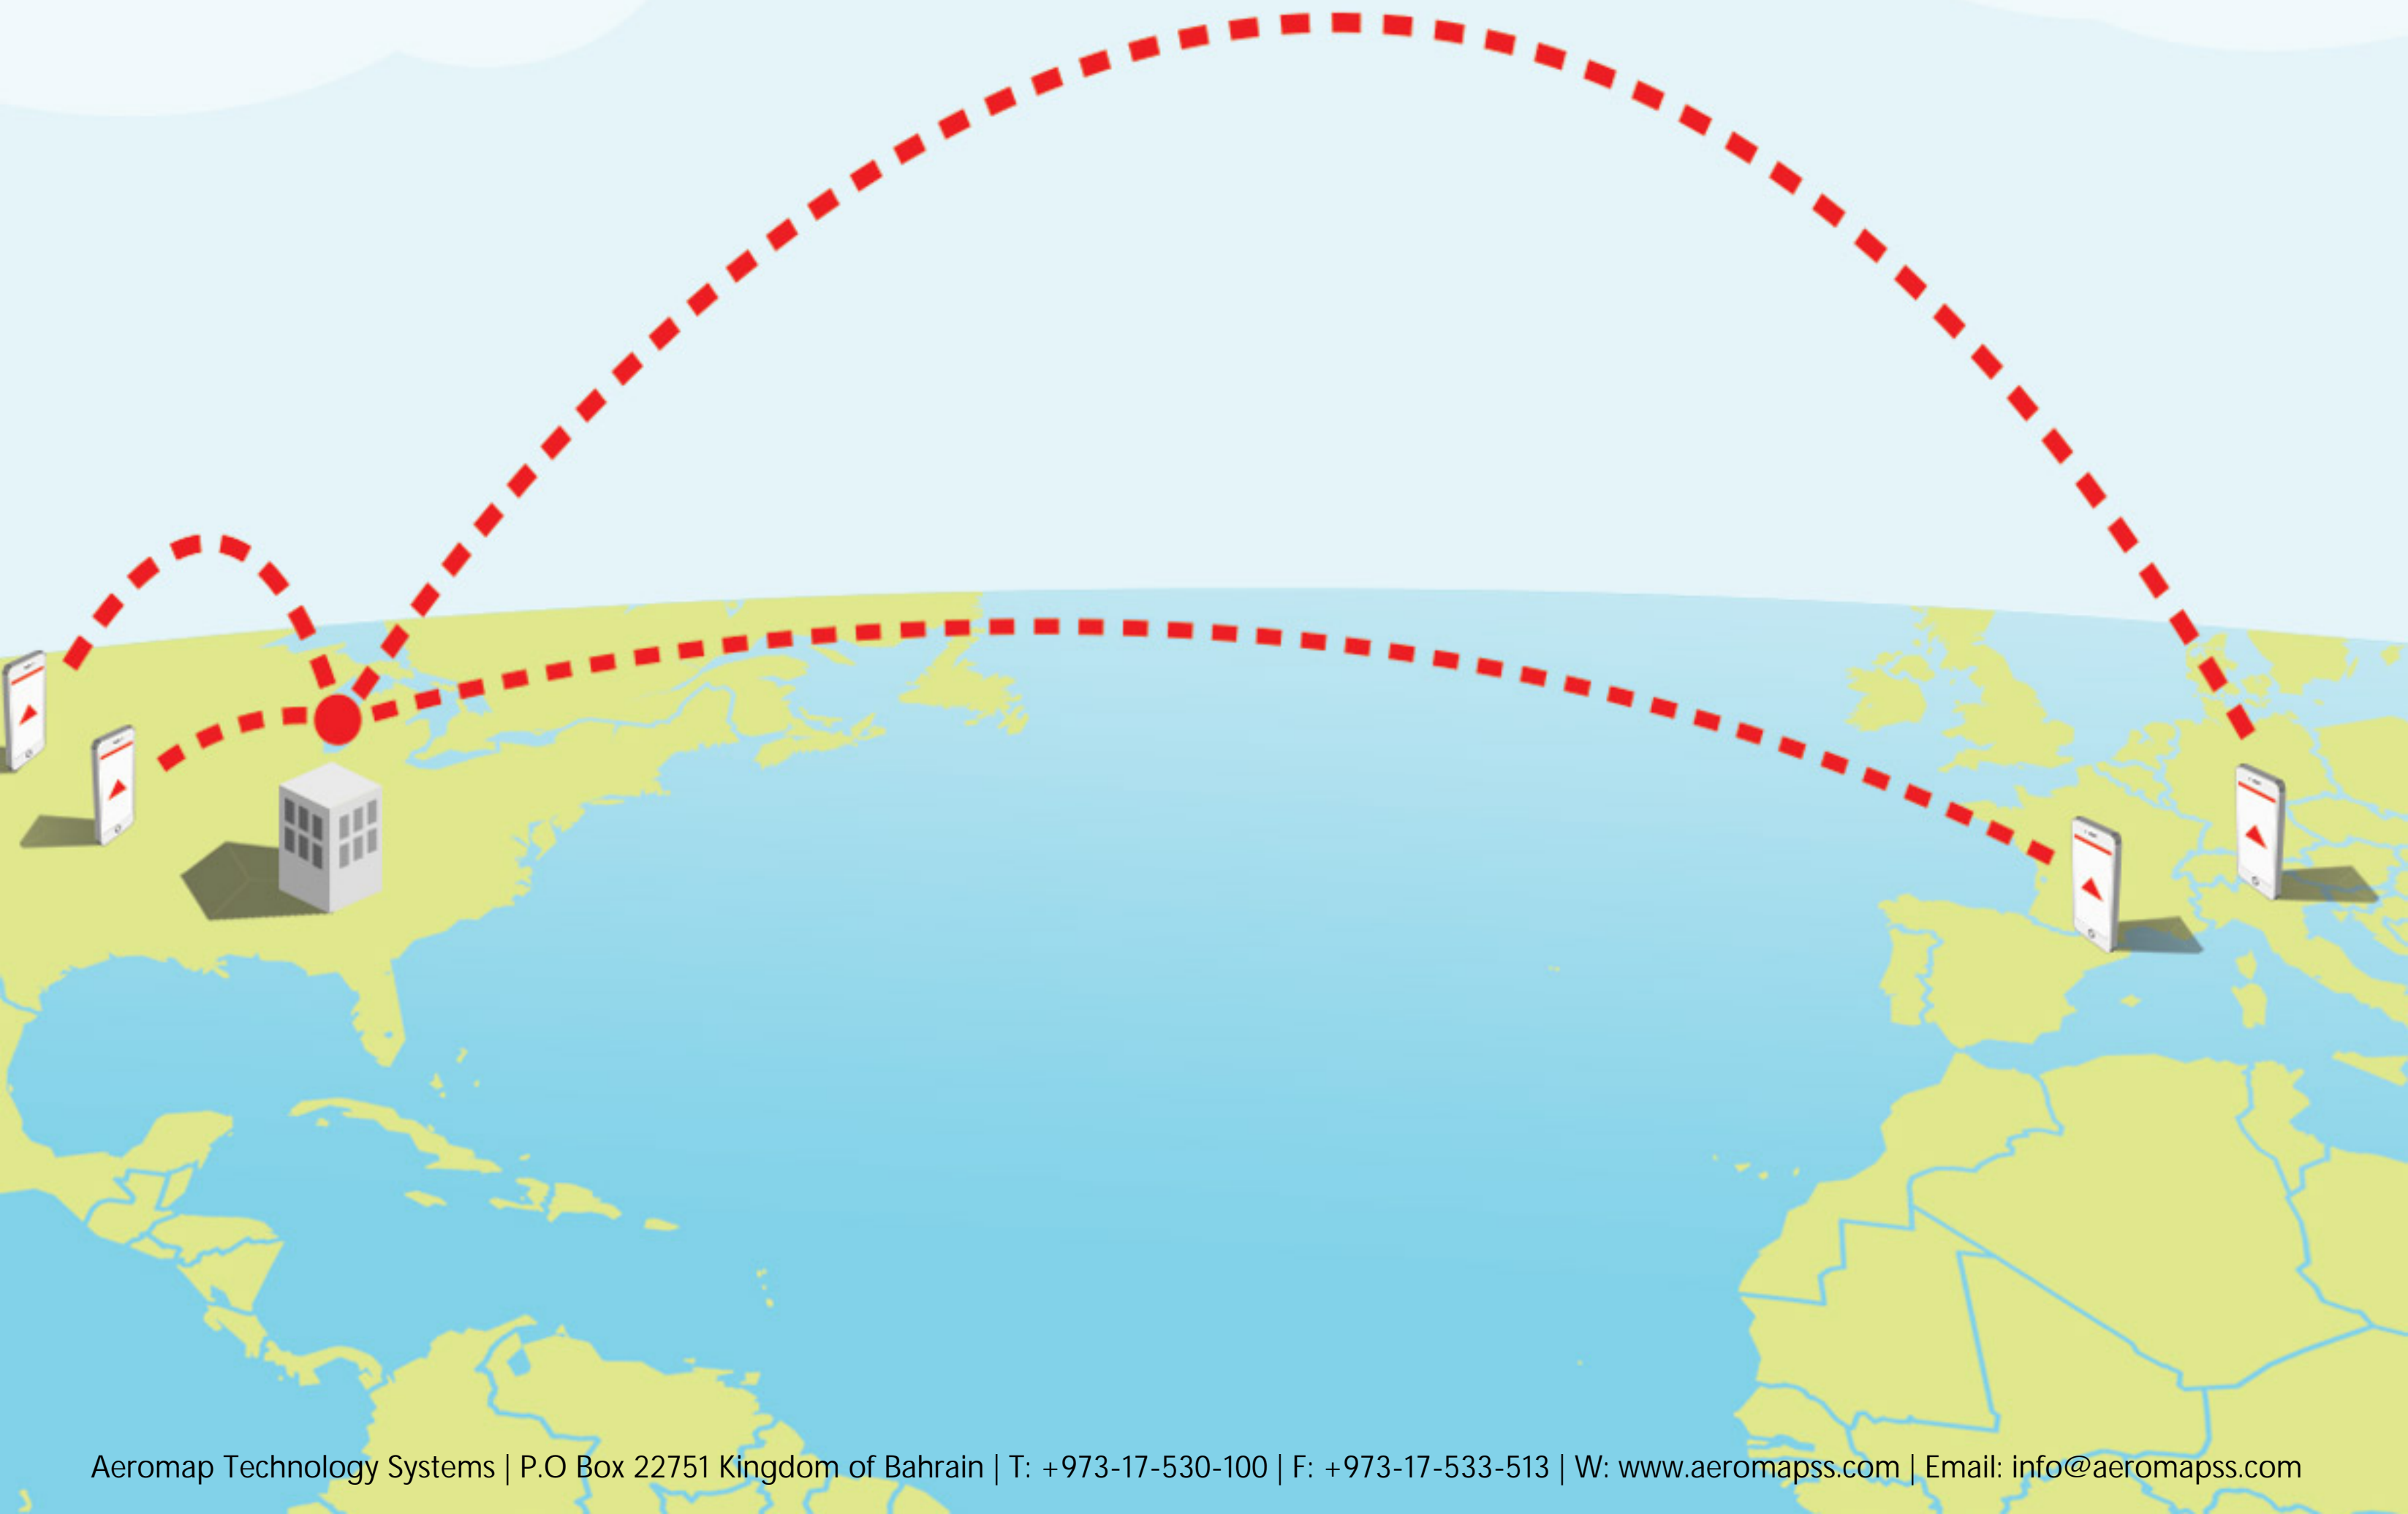 Aeromap Technology Systems | P.O Box 22751 Kingdom of Bahrain | T: +973-17-530-100 | F: +973-17-533-513 | W: www.aeromapss.com | Email: info@aeromapss.com